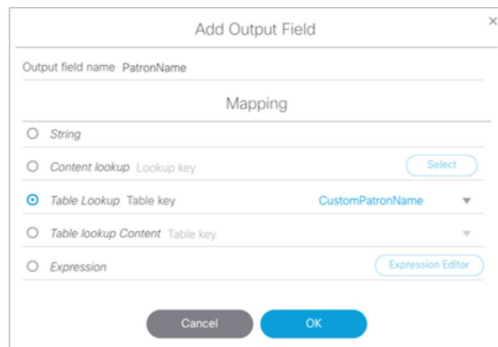 Add Output Field
×
Output field name PatronName
Mapping
String
Content lookup Lookup key Select
Table Lookup Table key CustomPatronName
Table lookup Content Table key
Expression Expression Editor
Cancel OK